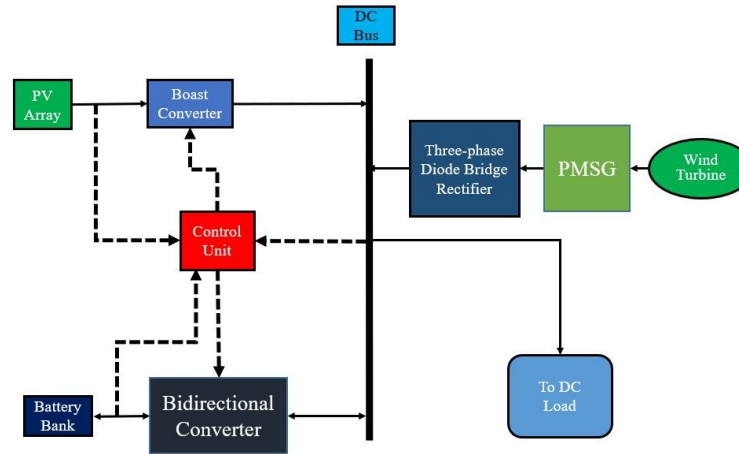 DC
Bus
PV
Array
Boast
Converter
Three-phase
Diode Bridge
Rectifier
PMSG
Wind
Turbine
Control
Unit
Battery
Bank
Bidirectional
Converter
To DC
Load